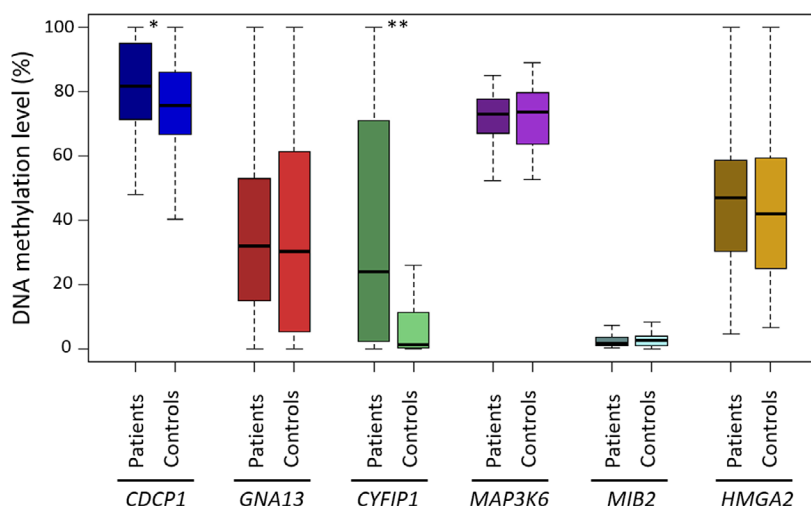 DNA methylation level (%)
100
80
60
40
20
0
*
**
Patients
Controls
Patients
Controls
Patients
Controls
Patients
Controls
Patients
Controls
Patients
Controls
CDCP1
GNA13
CYFIP1
MAP3K6
MIB2
HMGA2